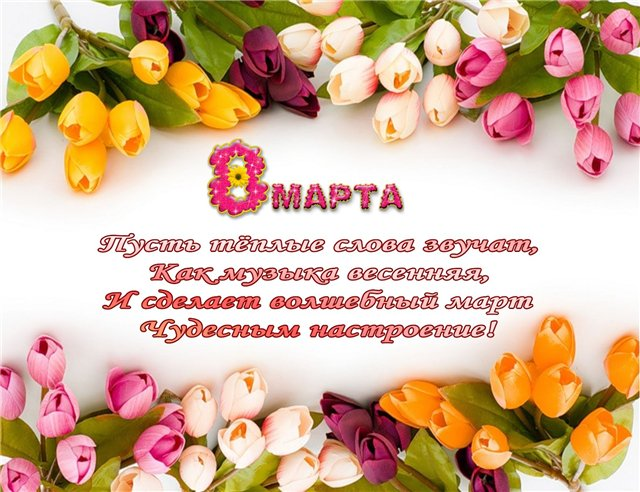 8 МАРТА
Пусть тёплые слова звучат,
Как музыка весенняя,
И сделает волшебный март
Чудесным настроение!